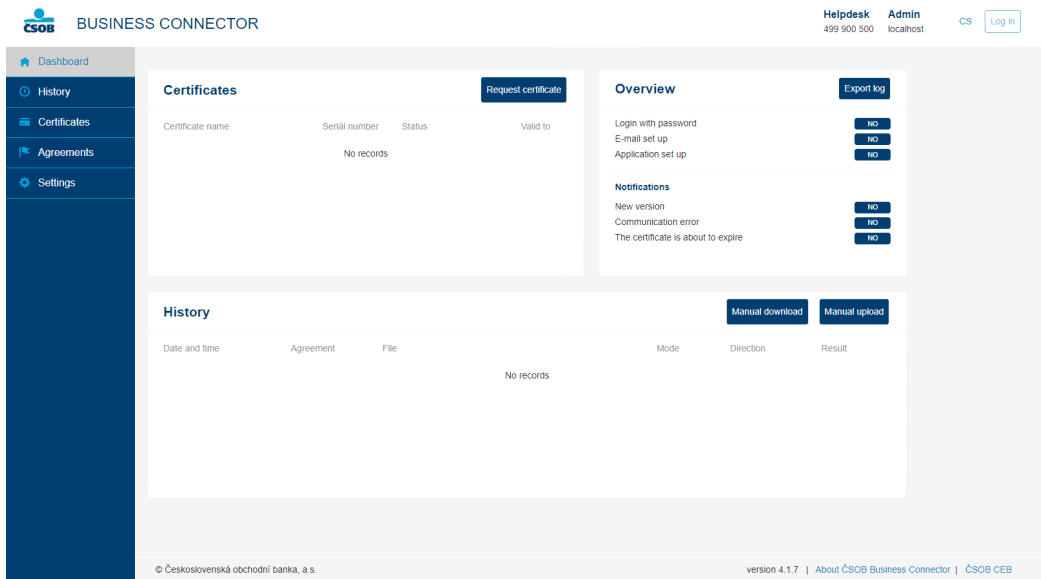 ČSOB BUSINESS CONNECTOR
Helpdesk Admin CS Log in
499 900 500 localhost
Dashboard
History
Certificates
Agreements
Settings
Certificates Request certificate
Certificate name Seriál number Status Valid to
No records
Overview Export log
Login with password NO
E-mail set up NO
Application set up NO
Notifications
New version NO
Communication error NO
The certificate is about to expire NO
History Manual download Manual upload
Date and time Agreement File Mode Direction Result
No records
© Československá obchodní banka, a.s. version 4.1.7 | About ČSOB Business Connector | ČSOB CEB